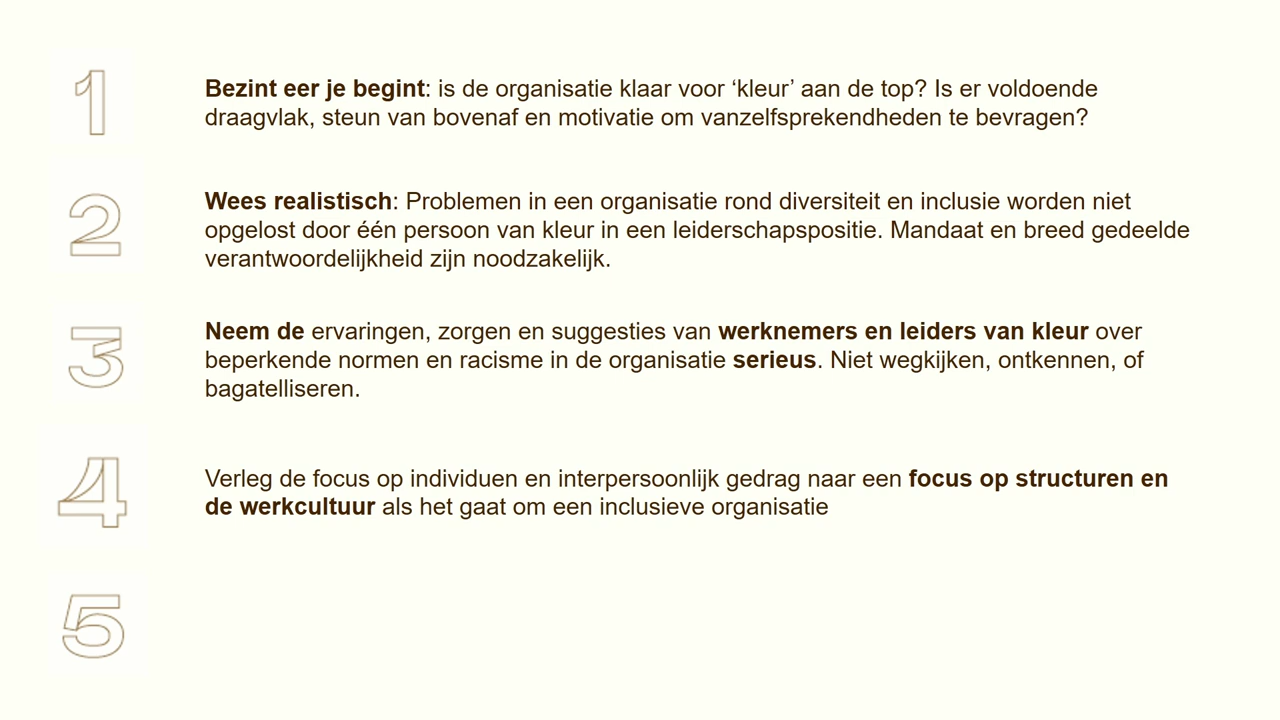 1
Bezint eer je begint: is de organisatie klaar voor ‘kleur’ aan de top? Is er voldoende
draagvlak, steun van bovenaf en motivatie om vanzelfsprekendheden te bevragen?
2
Wees realistisch: Problemen in een organisatie rond diversiteit en inclusie worden niet
opgelost door één persoon van kleur in een leiderschapspositie. Mandaat en breed gedeelde
verantwoordelijkheid zijn noodzakelijk.
3
Neem de ervaringen, zorgen en suggesties van werknemers en leiders van kleur over
beperkende normen en racisme in de organisatie serieus. Niet wegkijken, ontkennen, of
bagatelliseren.
4
Verleg de focus op individuen en interpersoonlijk gedrag naar een focus op structuren en
de werkcultuur als het gaat om een inclusieve organisatie
5